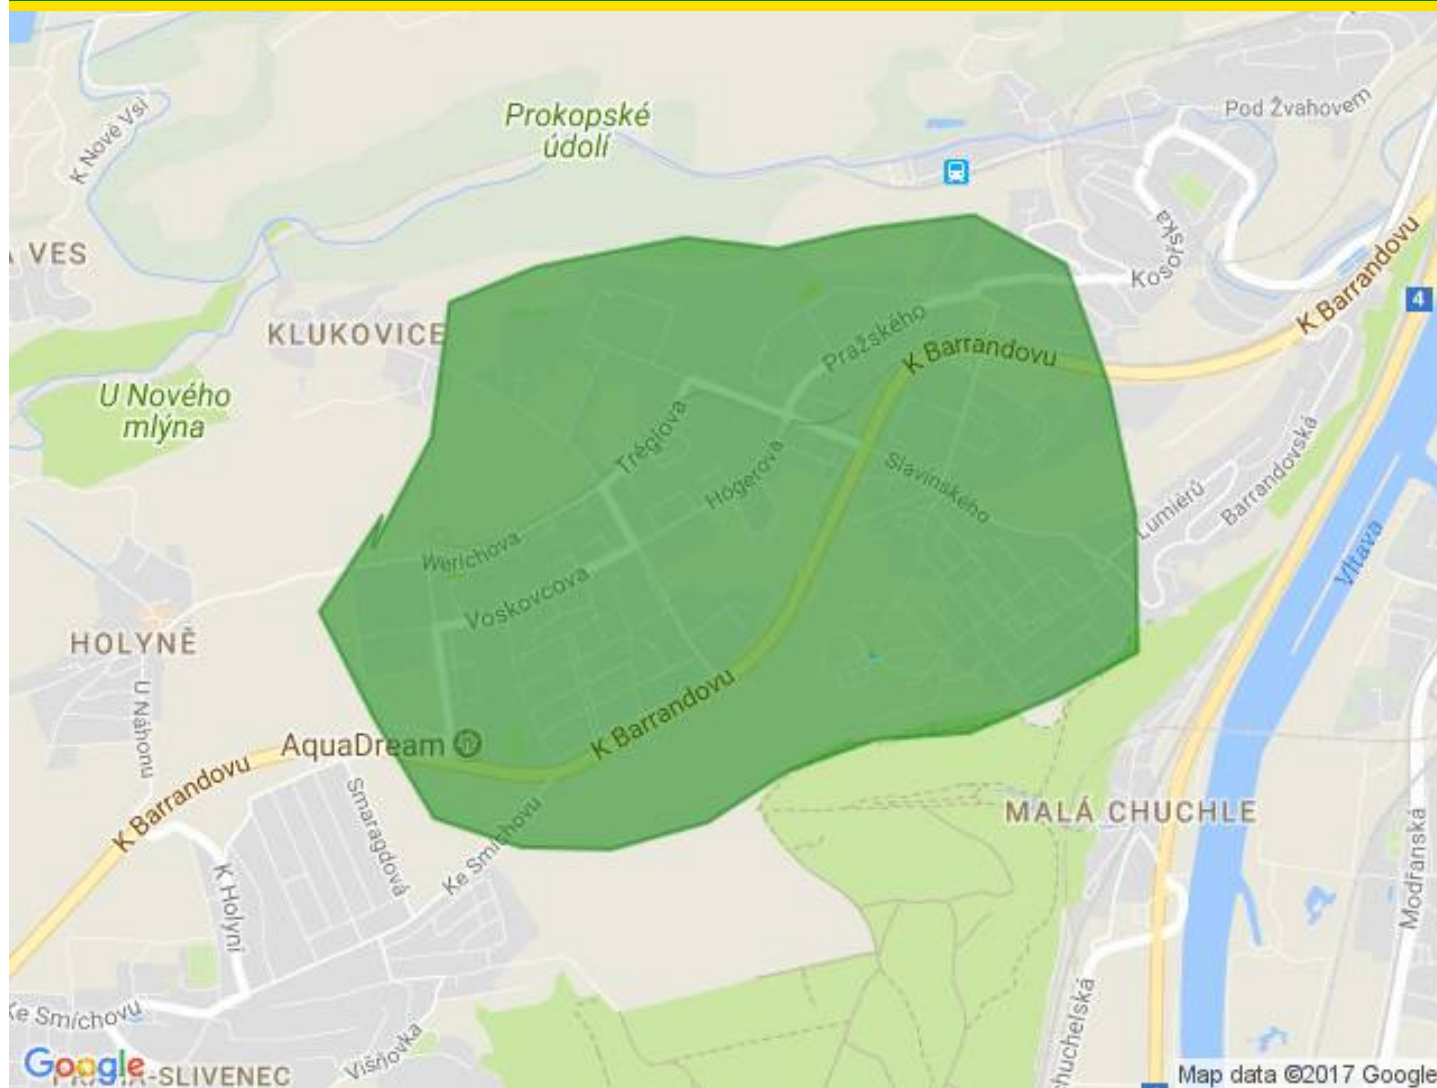 Pod Žvahovem
Prokopské
údolí
K Nové Vsi
VES
Kosořská
K Barrandovu
4
Pražského
K Barrandovu
KLUKOVICE
U Nového
mlýna
Tréglova
Högerova
Slavínského
Lumiérů
Barrandovská
Vltava
Werichova
Voskovcova
HOLYNĚ
U Náhonu
K Barrandovu
AquaDream
K Barrandovu
Smaragdová
Ke Smíchovu
MALÁ CHUCHLE
Modřanská
K Holyni
Ke Smíchovu
Višňovka
Google
-SLIVENEC
Map data ©2017 Google